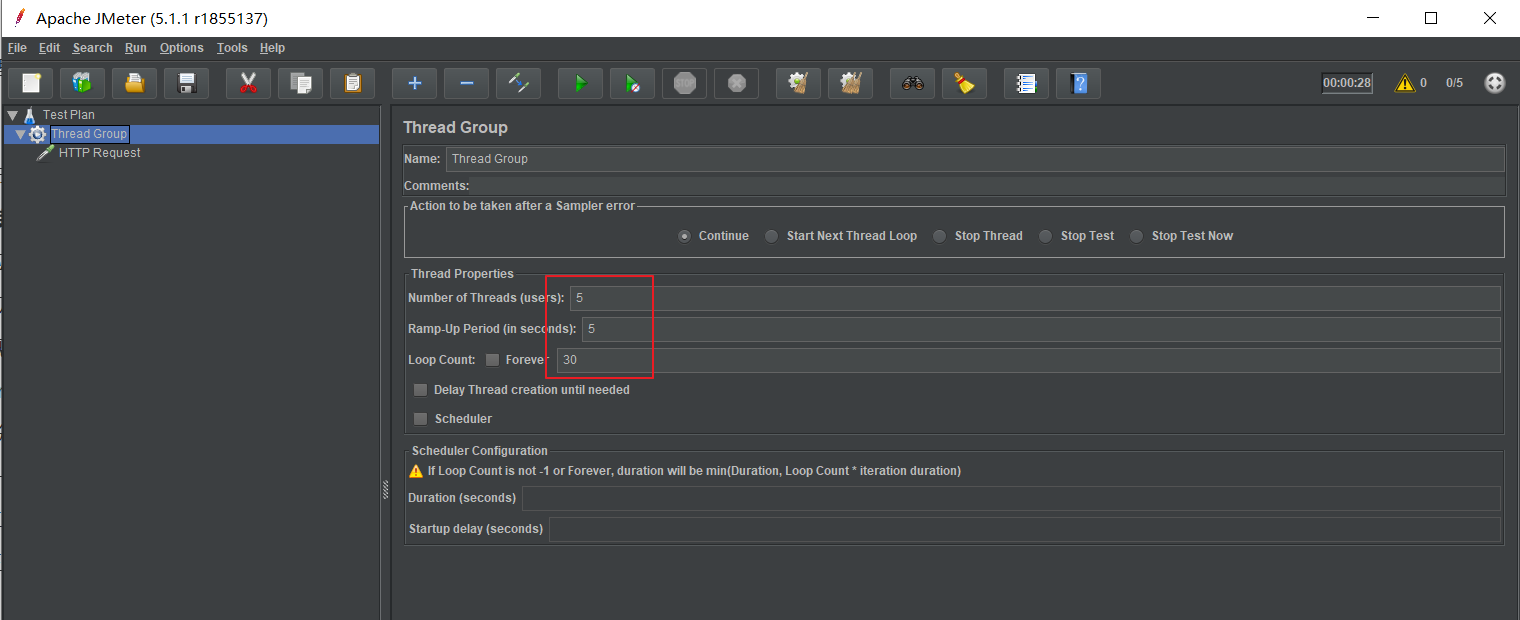 Apache JMeter (5.1.1 r1855137)
File Edit Search Run Options Tools Help
STOP 00:00:28 0 0/5
Test Plan
Thread Group
HTTP Request
Thread Group
Name: Thread Group
Comments:
Action to be taken after a Sampler error
Continue Start Next Thread Loop Stop Thread Stop Test Stop Test Now
Thread Properties
Number of Threads (users): 5
Ramp-Up Period (in seconds): 5
Loop Count: Forever 30
Delay Thread creation until needed
Scheduler
Scheduler Configuration
If Loop Count is not -1 or Forever, duration will be min(Duration, Loop Count * iteration duration)
Duration (seconds)
Startup delay (seconds)